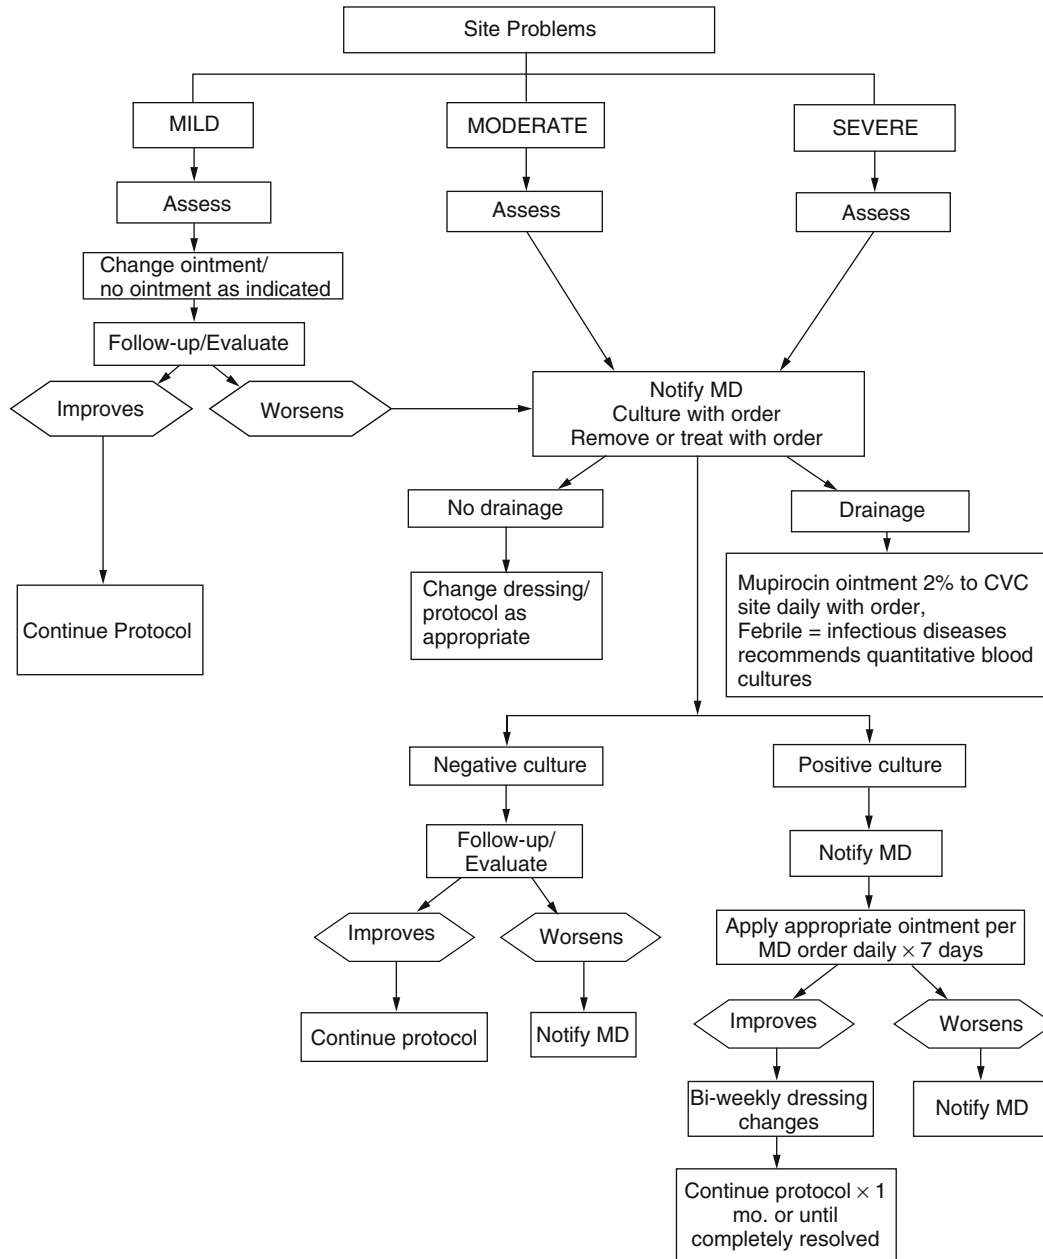 Site Problems
MILD
MODERATE
SEVERE
Assess
Assess
Assess
Change ointment/
no ointment as indicated
Follow-up/Evaluate
Improves
Worsens
Notify MD
Culture with order
Remove or treat with order
No drainage
Drainage
Change dressing/
protocol as
appropriate
Mupirocin ointment 2% to CVC
site daily with order,
Febrile = infectious diseases
recommends quantitative blood
cultures
Continue Protocol
Negative culture
Positive culture
Follow-up/
Evaluate
Notify MD
Improves
Worsens
Apply appropriate ointment per
MD order daily × 7 days
Continue protocol
Notify MD
Improves
Worsens
Bi-weekly dressing
changes
Notify MD
Continue protocol × 1
mo. or until
completely resolved